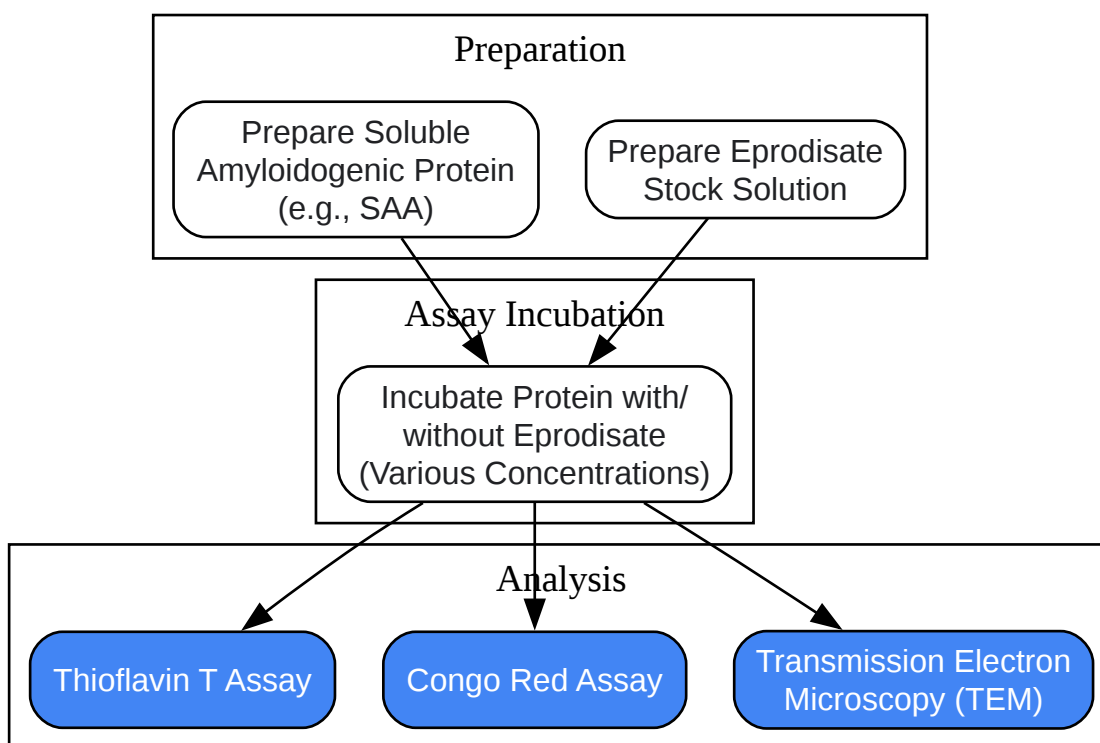 Preparation
Prepare Soluble
Amyloidogenic Protein
(e.g., SAA)
Prepare Eprodisate
Stock Solution
Assay Incubation
Incubate Protein with/
without Eprodisate
(Various Concentrations)
Analysis
Thioflavin T Assay
Congo Red Assay
Transmission Electron
Microscopy (TEM)